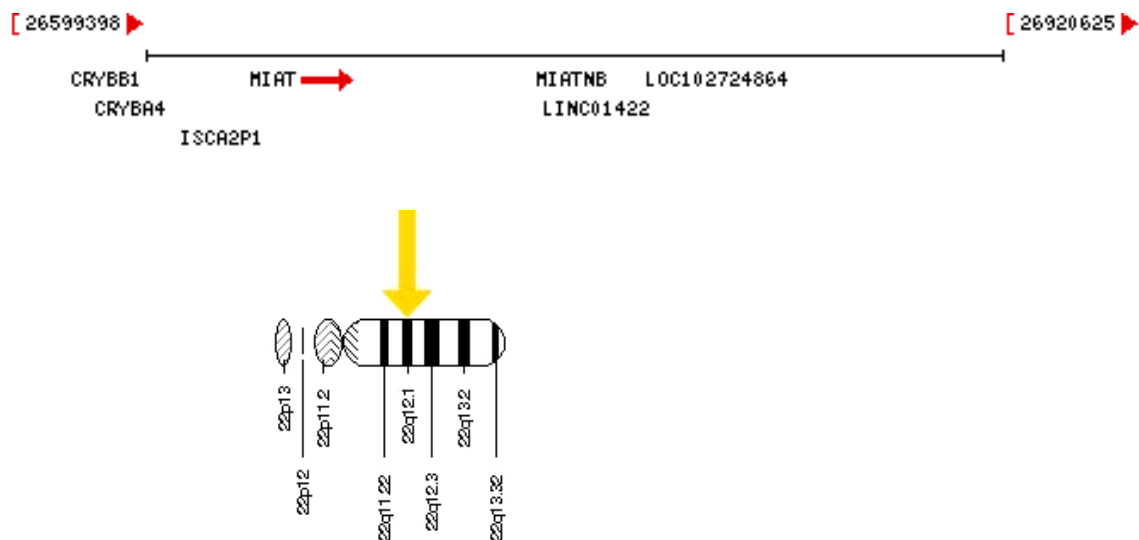 [ 26599398 [ 26920625
CRYBB1 MIAT MIATNB LOC102724864
CRYBA4 LINC01422
ISCA2P1
22p13
22p12
22p11.2
22q11.22
22q12.1
22q12.3
22q13.2
22q13.32